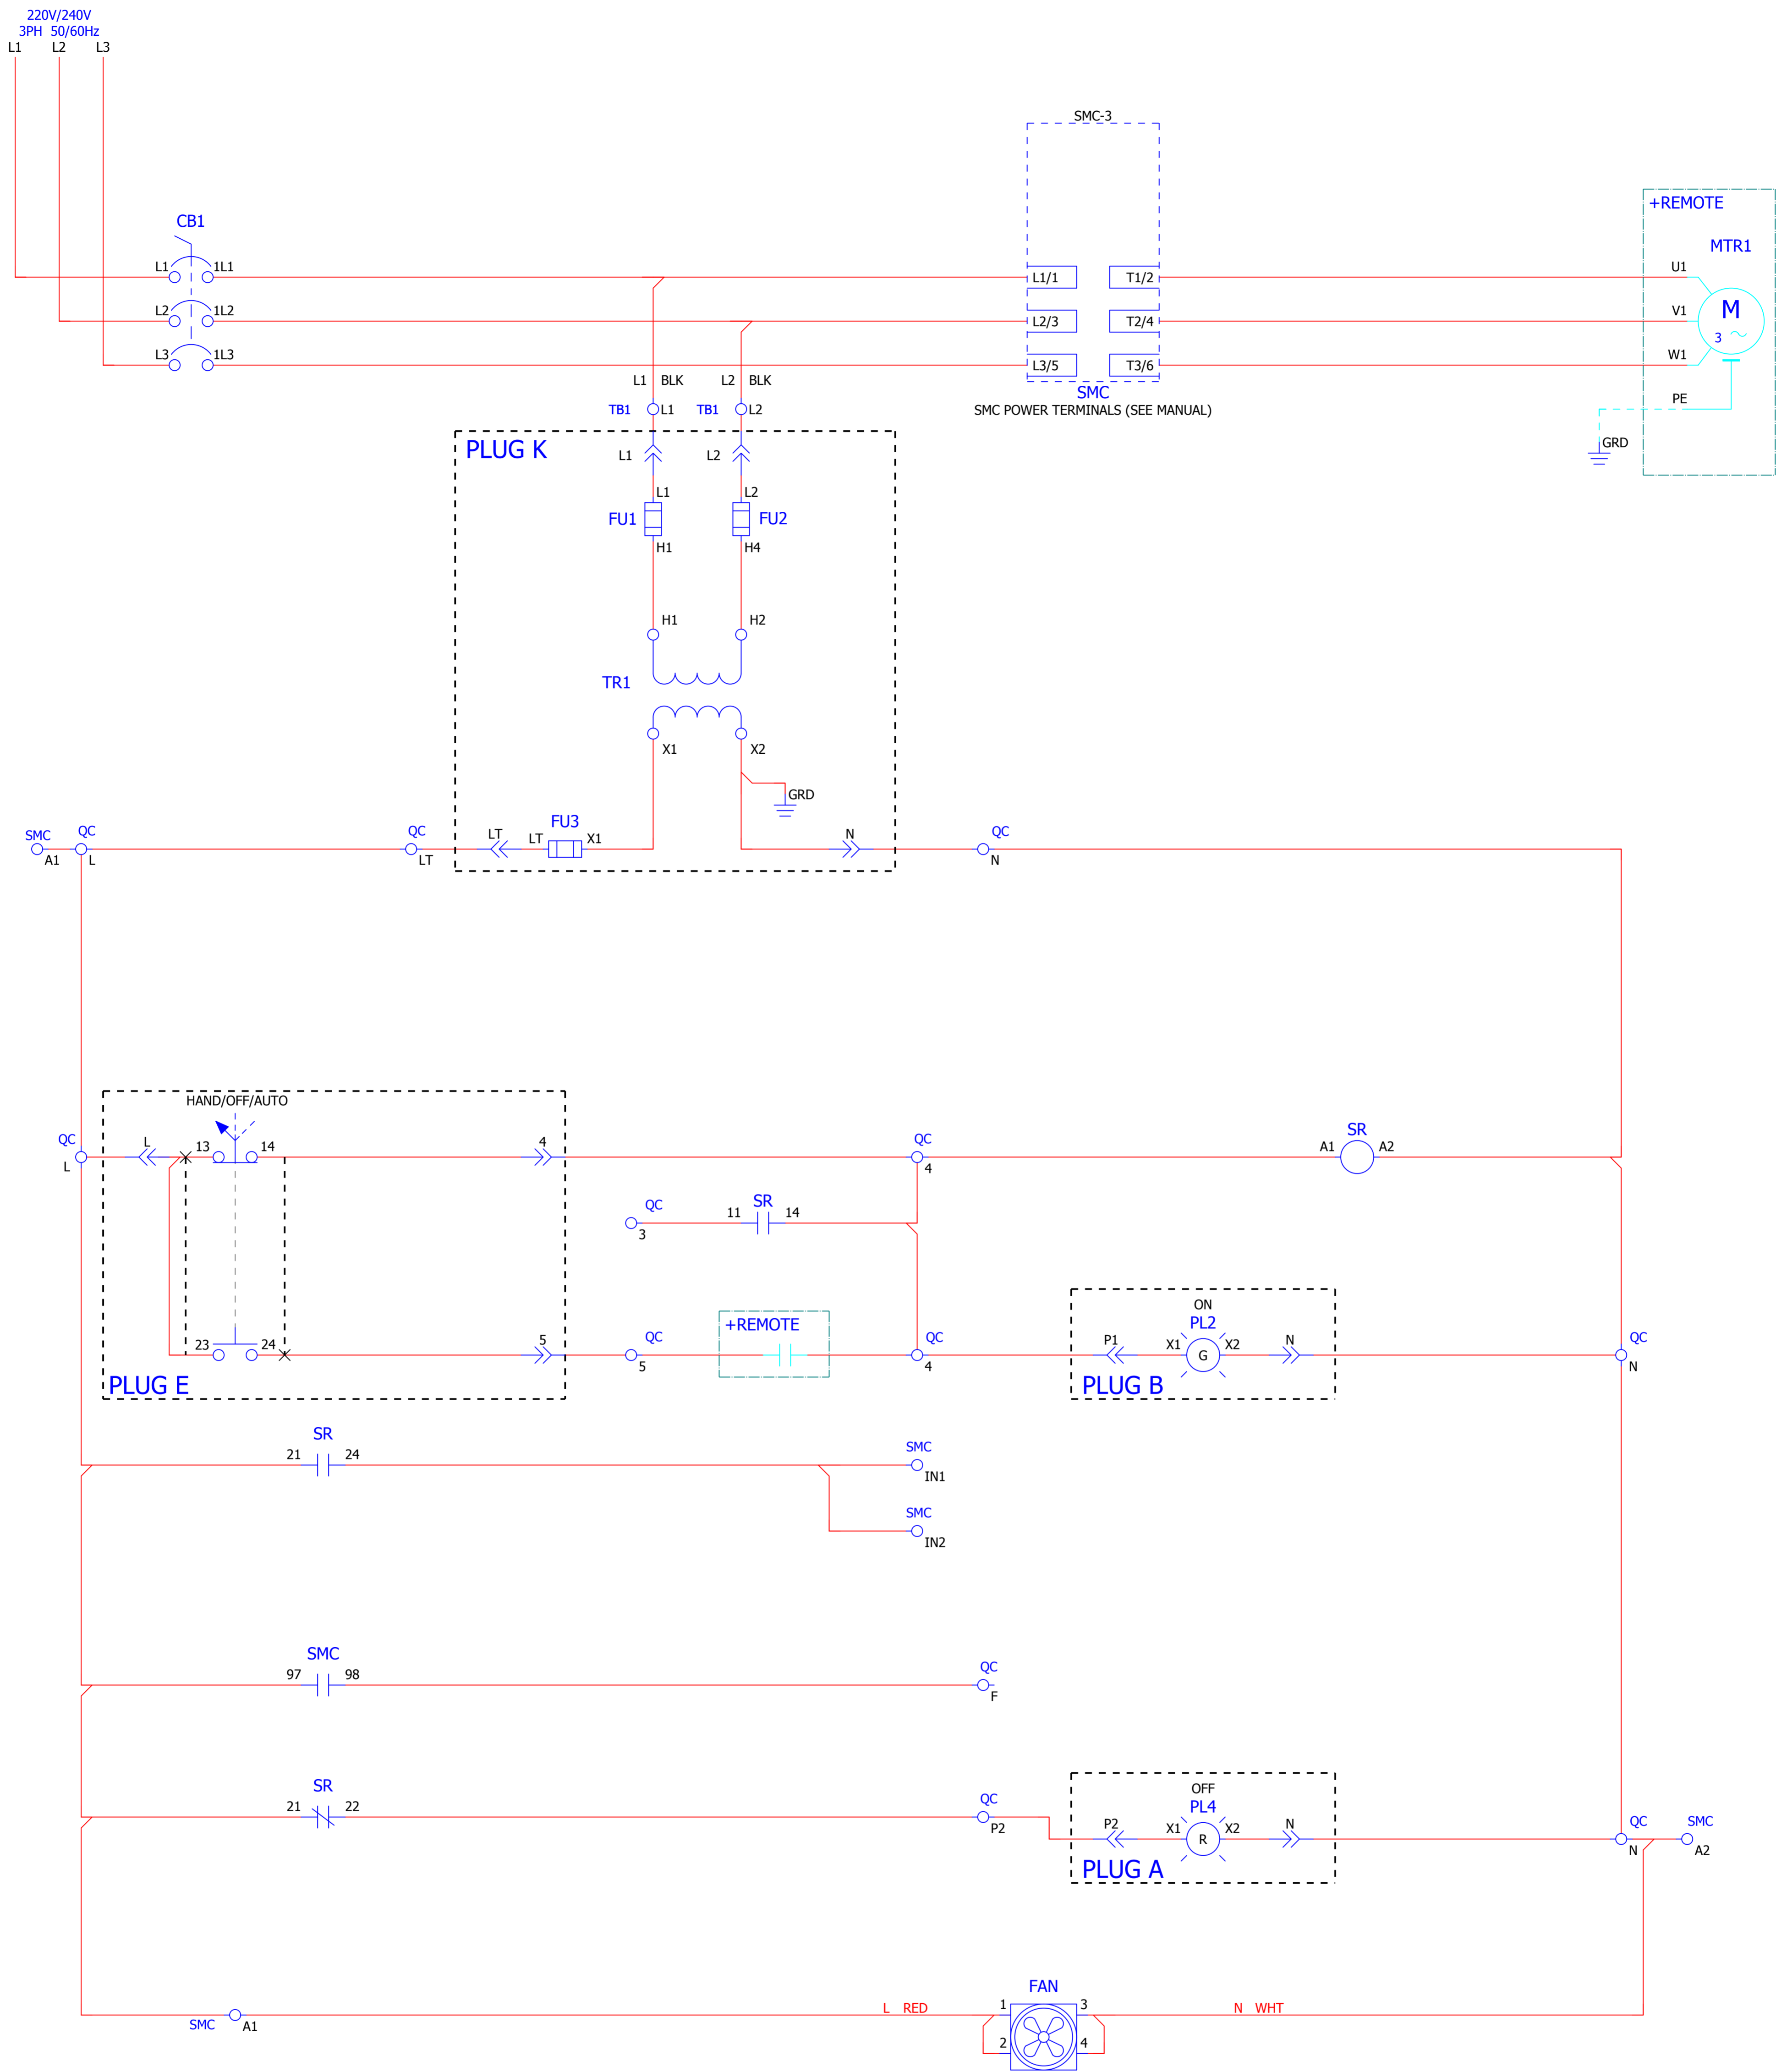 220V/240V
3PH 50/60Hz
L1 L2 L3
SMC-3
+REMOTE
CB1
MTR1
L1 1L1
L1/1 T1/2
U1
L2 1L2
L2/3 T2/4
V1
M
3
L3 1L3
L3/5 T3/6
W1
L1 BLK L2 BLK
SMC
PE
TB1 L1 TB1 L2
SMC POWER TERMINALS (SEE MANUAL)
GRD
PLUG K
L1 L2
L1 L2
FU1 FU2
H1 H4
H1 H2
TR1
X1 X2
GRD
FU3
SMC QC QC LT LT X1 N QC
A1 L LT N
HAND/OFF/AUTO
QC L 13 14 4 QC SR
A1 A2
L 4
QC SR
11 14
3
ON
+REMOTE
PL2
23 24 5 QC P1 X1 X2 N QC
G
5 4 N
PLUG E
PLUG B
SR SMC
21 24
IN1
SMC
IN2
SMC QC
97 98
F
SR OFF
21 22 QC PL4
P2 P2 X1 X2 N QC SMC
R
N A2
PLUG A
FAN
L RED 1 3 N WHT
SMC A1
2 4